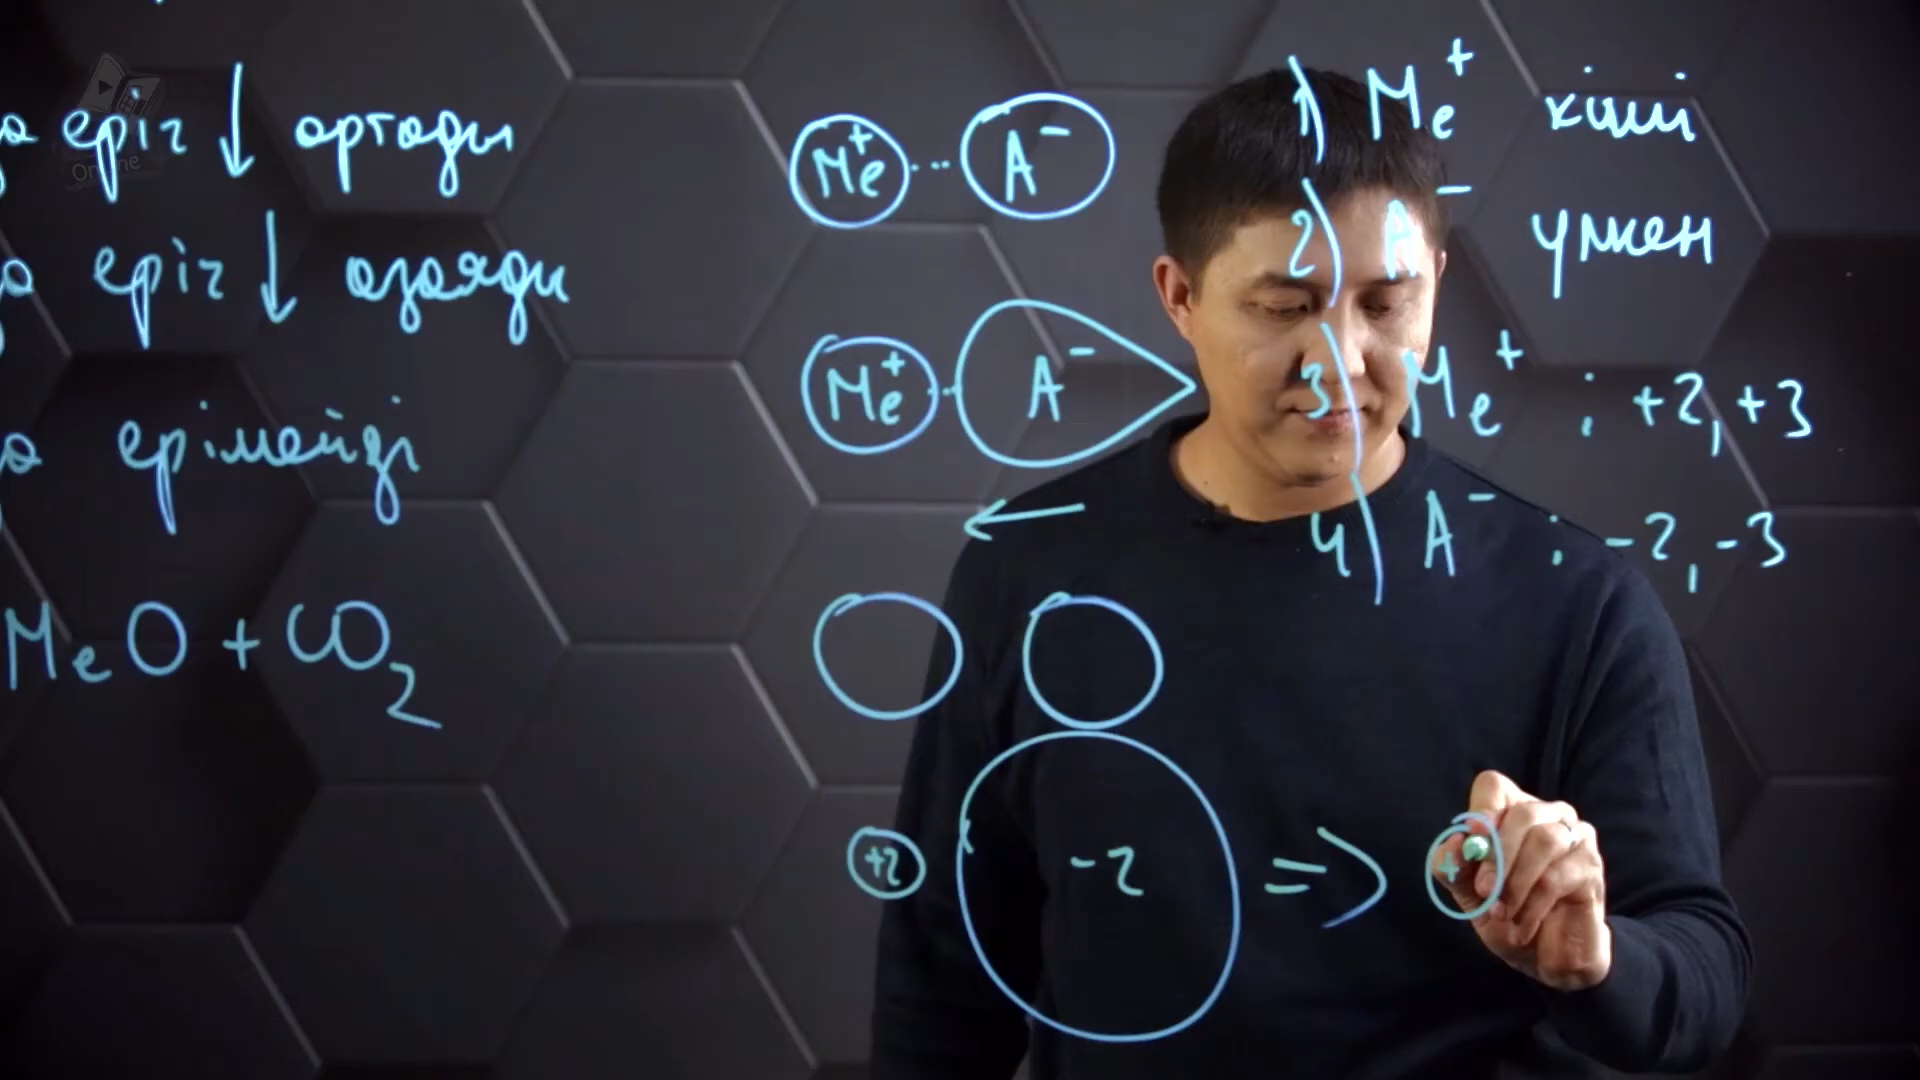 еріг ↓ артады
еріг ↓ азаяды
ерімейді
MeO + CO2
Me+ ... A-
Me+ ... A-
←
+2 -2 => +
1) Me+ кіші
2) A- үлкен
3) Me+ ; +2, +3
4) A- ; -2, -3
Online